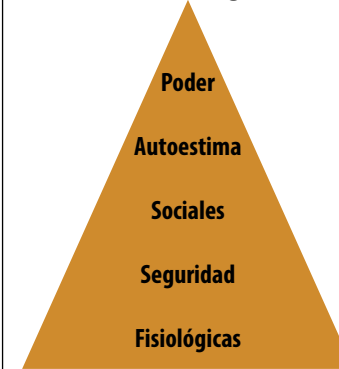 Poder
Autoestima
Sociales
Seguridad
Fisiológicas